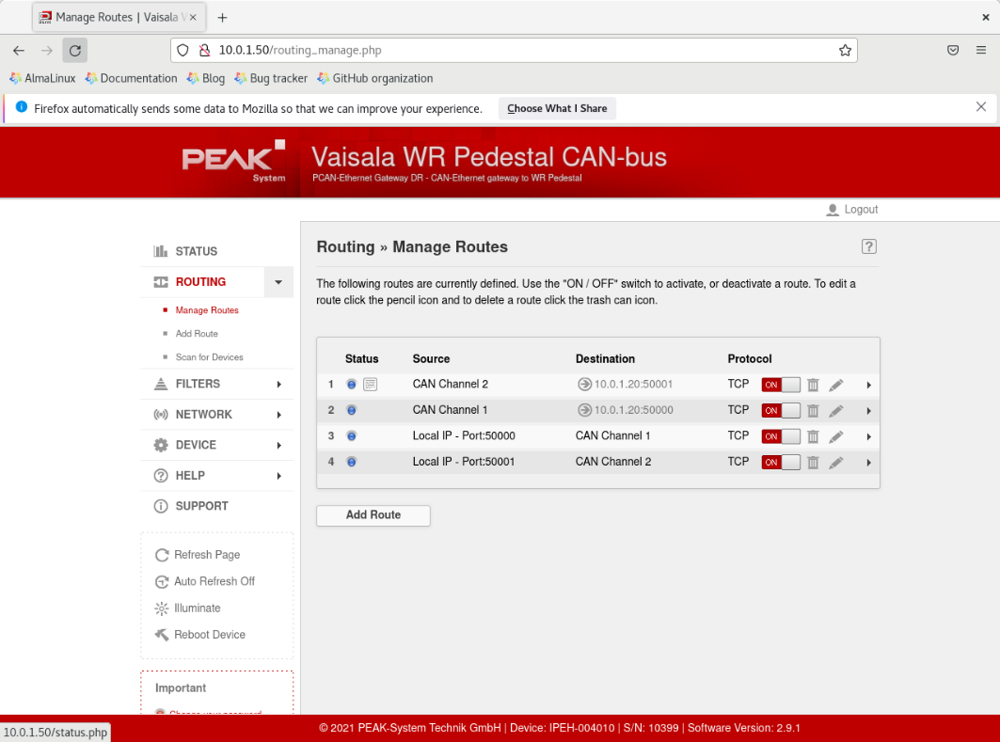 Manage Routes | Vaisala W
10.0.1.50/routing_manage.php
AlmaLinux Documentation Blog Bug tracker GitHub organization
Firefox automatically sends some data to Mozilla so that we can improve your experience. Choose What I Share
PEAK System
Vaisala WR Pedestal CAN-bus
PCAN-Ethernet Gateway DR - CAN-Ethernet gateway to WR Pedestal
Logout
STATUS
ROUTING
Manage Routes
Add Route
Scan for Devices
FILTERS
NETWORK
DEVICE
HELP
SUPPORT
Refresh Page
Auto Refresh Off
Illuminate
Reboot Device
Important
Change your password
Routing » Manage Routes
The following routes are currently defined. Use the "ON / OFF" switch to activate, or deactivate a route. To edit a
route click the pencil icon and to delete a route click the trash can icon.
Status Source Destination Protocol
1 CAN Channel 2 10.0.1.20:50001 TCP ON
2 CAN Channel 1 10.0.1.20:50000 TCP ON
3 Local IP - Port:50000 CAN Channel 1 TCP ON
4 Local IP - Port:50001 CAN Channel 2 TCP ON
Add Route
10.0.1.50/status.php
© 2021 PEAK-System Technik GmbH | Device: IPEH-004010 | S/N: 10399 | Software Version: 2.9.1